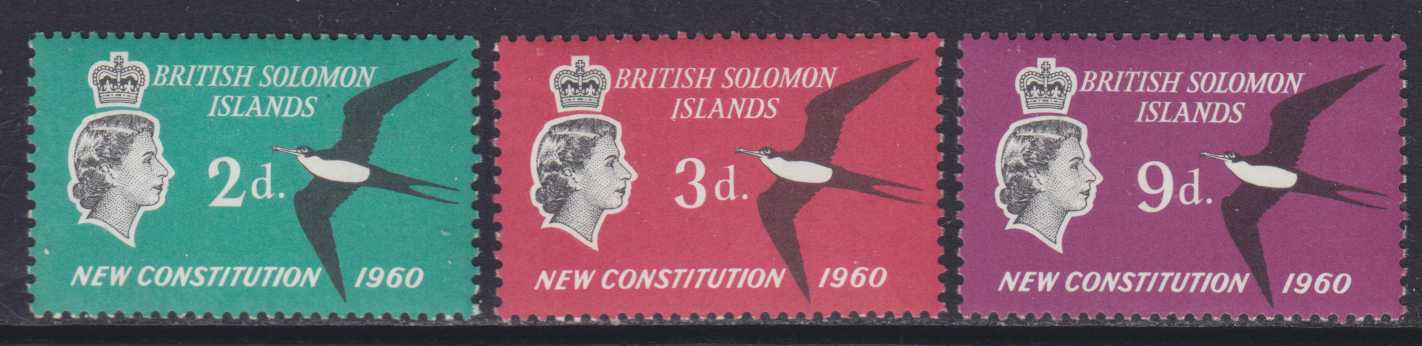 BRITISH SOLOMON
ISLANDS
2d.
NEW CONSTITUTION 1960
BRITISH SOLOMON
ISLANDS
3d.
NEW CONSTITUTION 1960
BRITISH SOLOMON
ISLANDS
9d.
NEW CONSTITUTION 1960